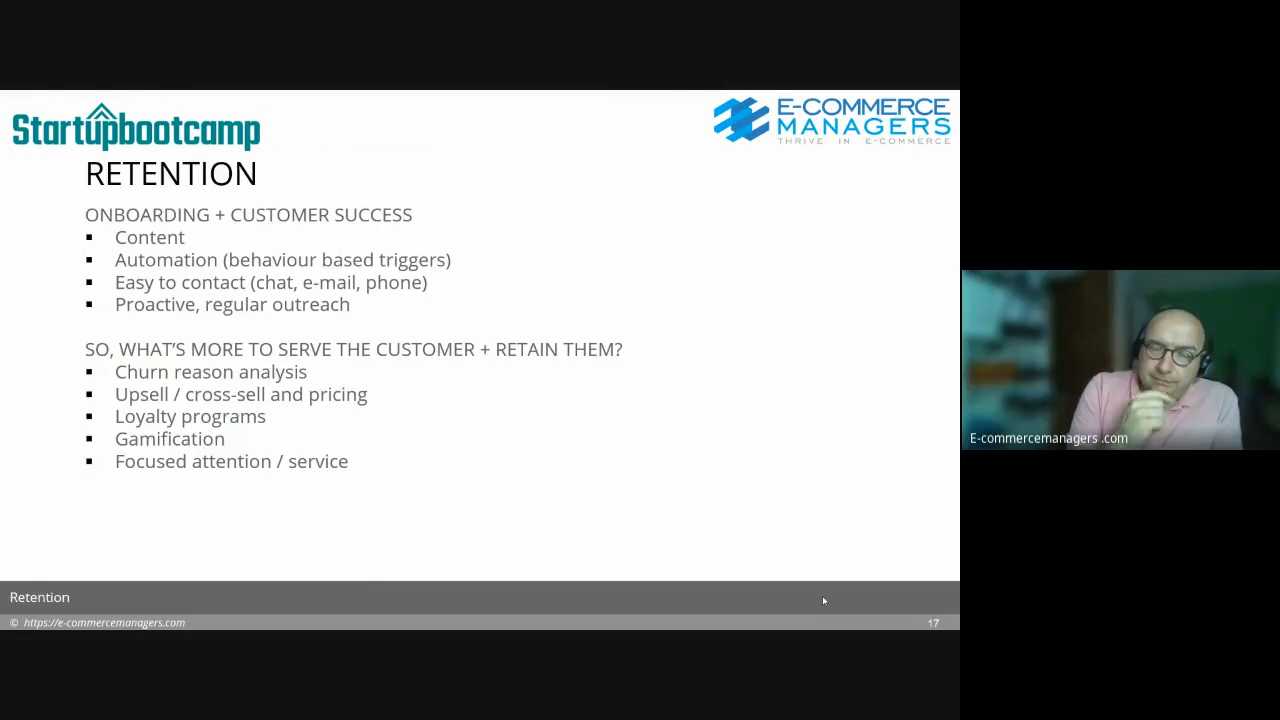 Startupbootcamp
E-COMMERCE
MANAGERS
THRIVE IN E-COMMERCE
RETENTION
ONBOARDING + CUSTOMER SUCCESS
▪ Content
▪ Automation (behaviour based triggers)
▪ Easy to contact (chat, e-mail, phone)
▪ Proactive, regular outreach
SO, WHAT'S MORE TO SERVE THE CUSTOMER + RETAIN THEM?
▪ Churn reason analysis
▪ Upsell / cross-sell and pricing
▪ Loyalty programs
▪ Gamification
▪ Focused attention / service
E-commercemanagers .com
Retention
© https://e-commercemanagers.com
17